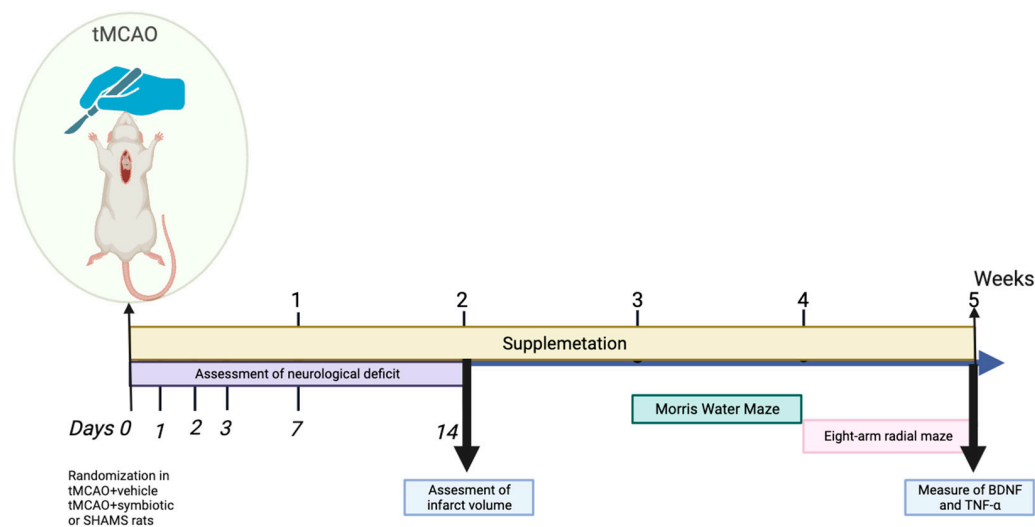 tMCAO
Weeks
1
2
3
4
5
Supplemetation
Assessment of neurological deficit
Days 0
1
2
3
7
14
Morris Water Maze
Eight-arm radial maze
Randomization in
tMCAO+vehicle
tMCAO+symbiotic
or SHAMS rats
Assesment of
infarct volume
Measure of BDNF
and TNF-α